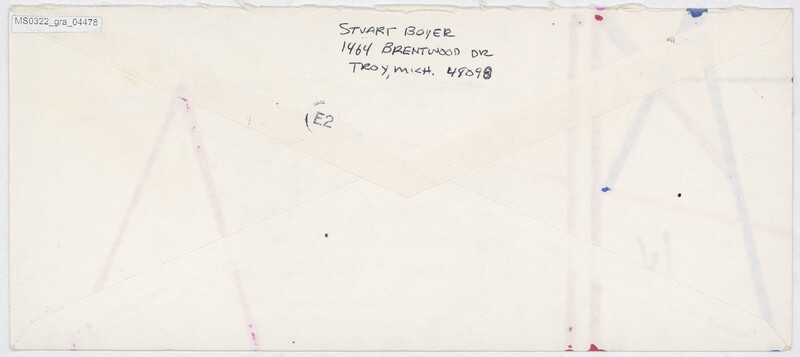 MS0322_gra_04478
STUART BOYER
1464 BRENTWOOD DR
TROY, MICH. 48098
E2